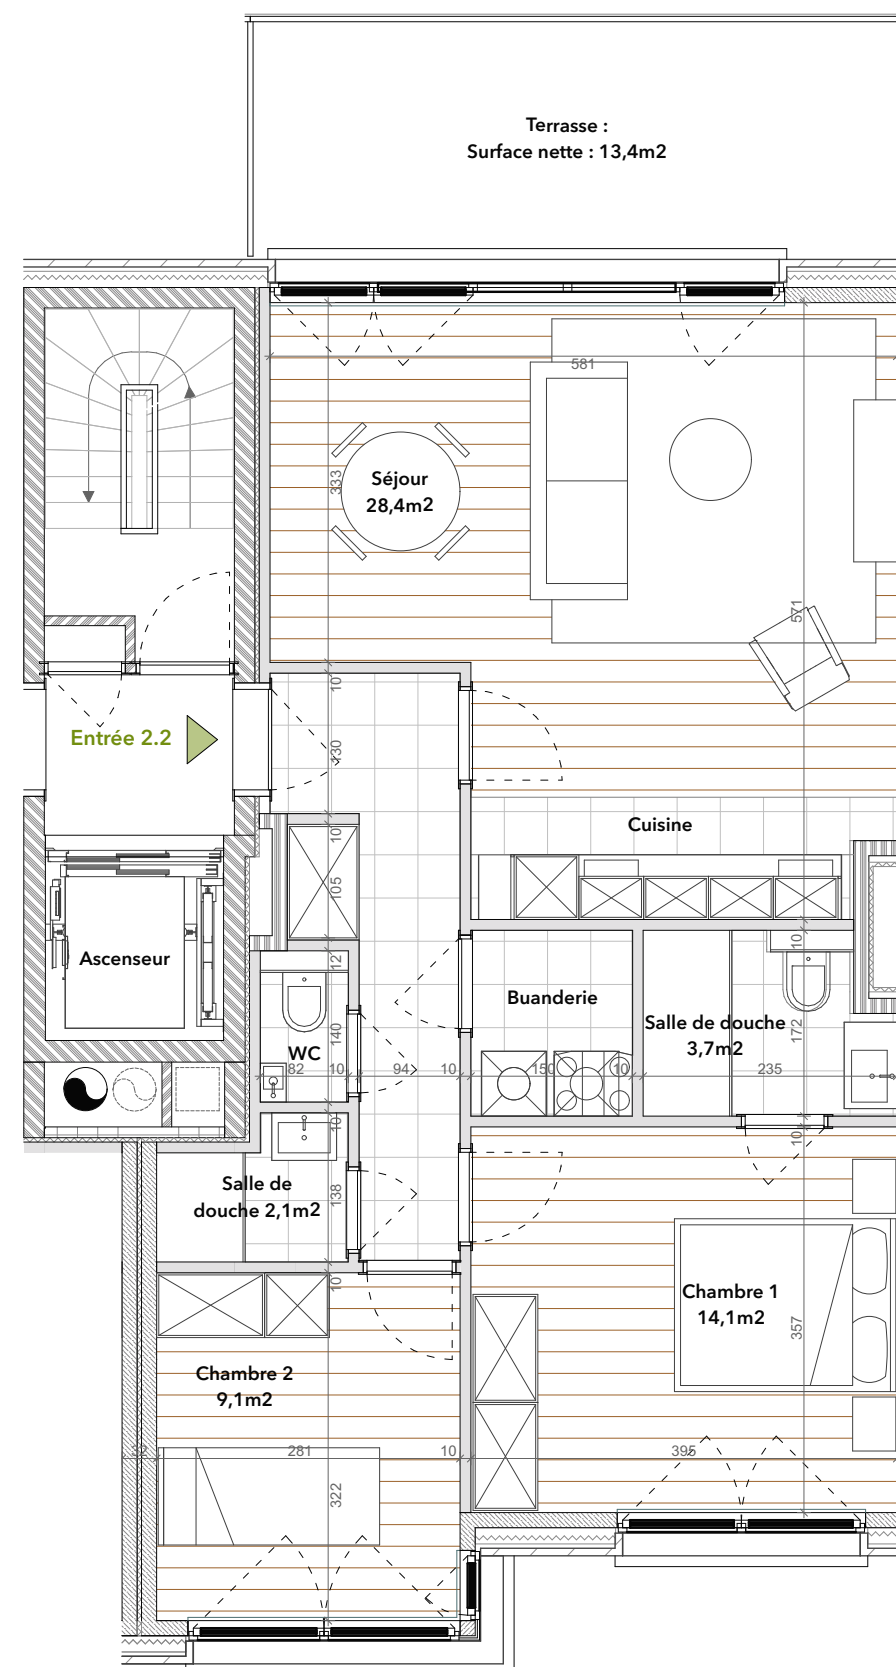 Terrasse :
Surface nette : 13,4m2
581
Séjour
28,4m2
333
571
10
130
Entrée 2.2
Cuisine
10
105
10
Ascenseur
12
Buanderie
Salle de douche
3,7m2
172
140
WC
82
10
94
10
150
10
235
10
10
Salle de
douche 2,1m2
138
10
Chambre 1
14,1m2
357
Chambre 2
9,1m2
32
281
10
395
322